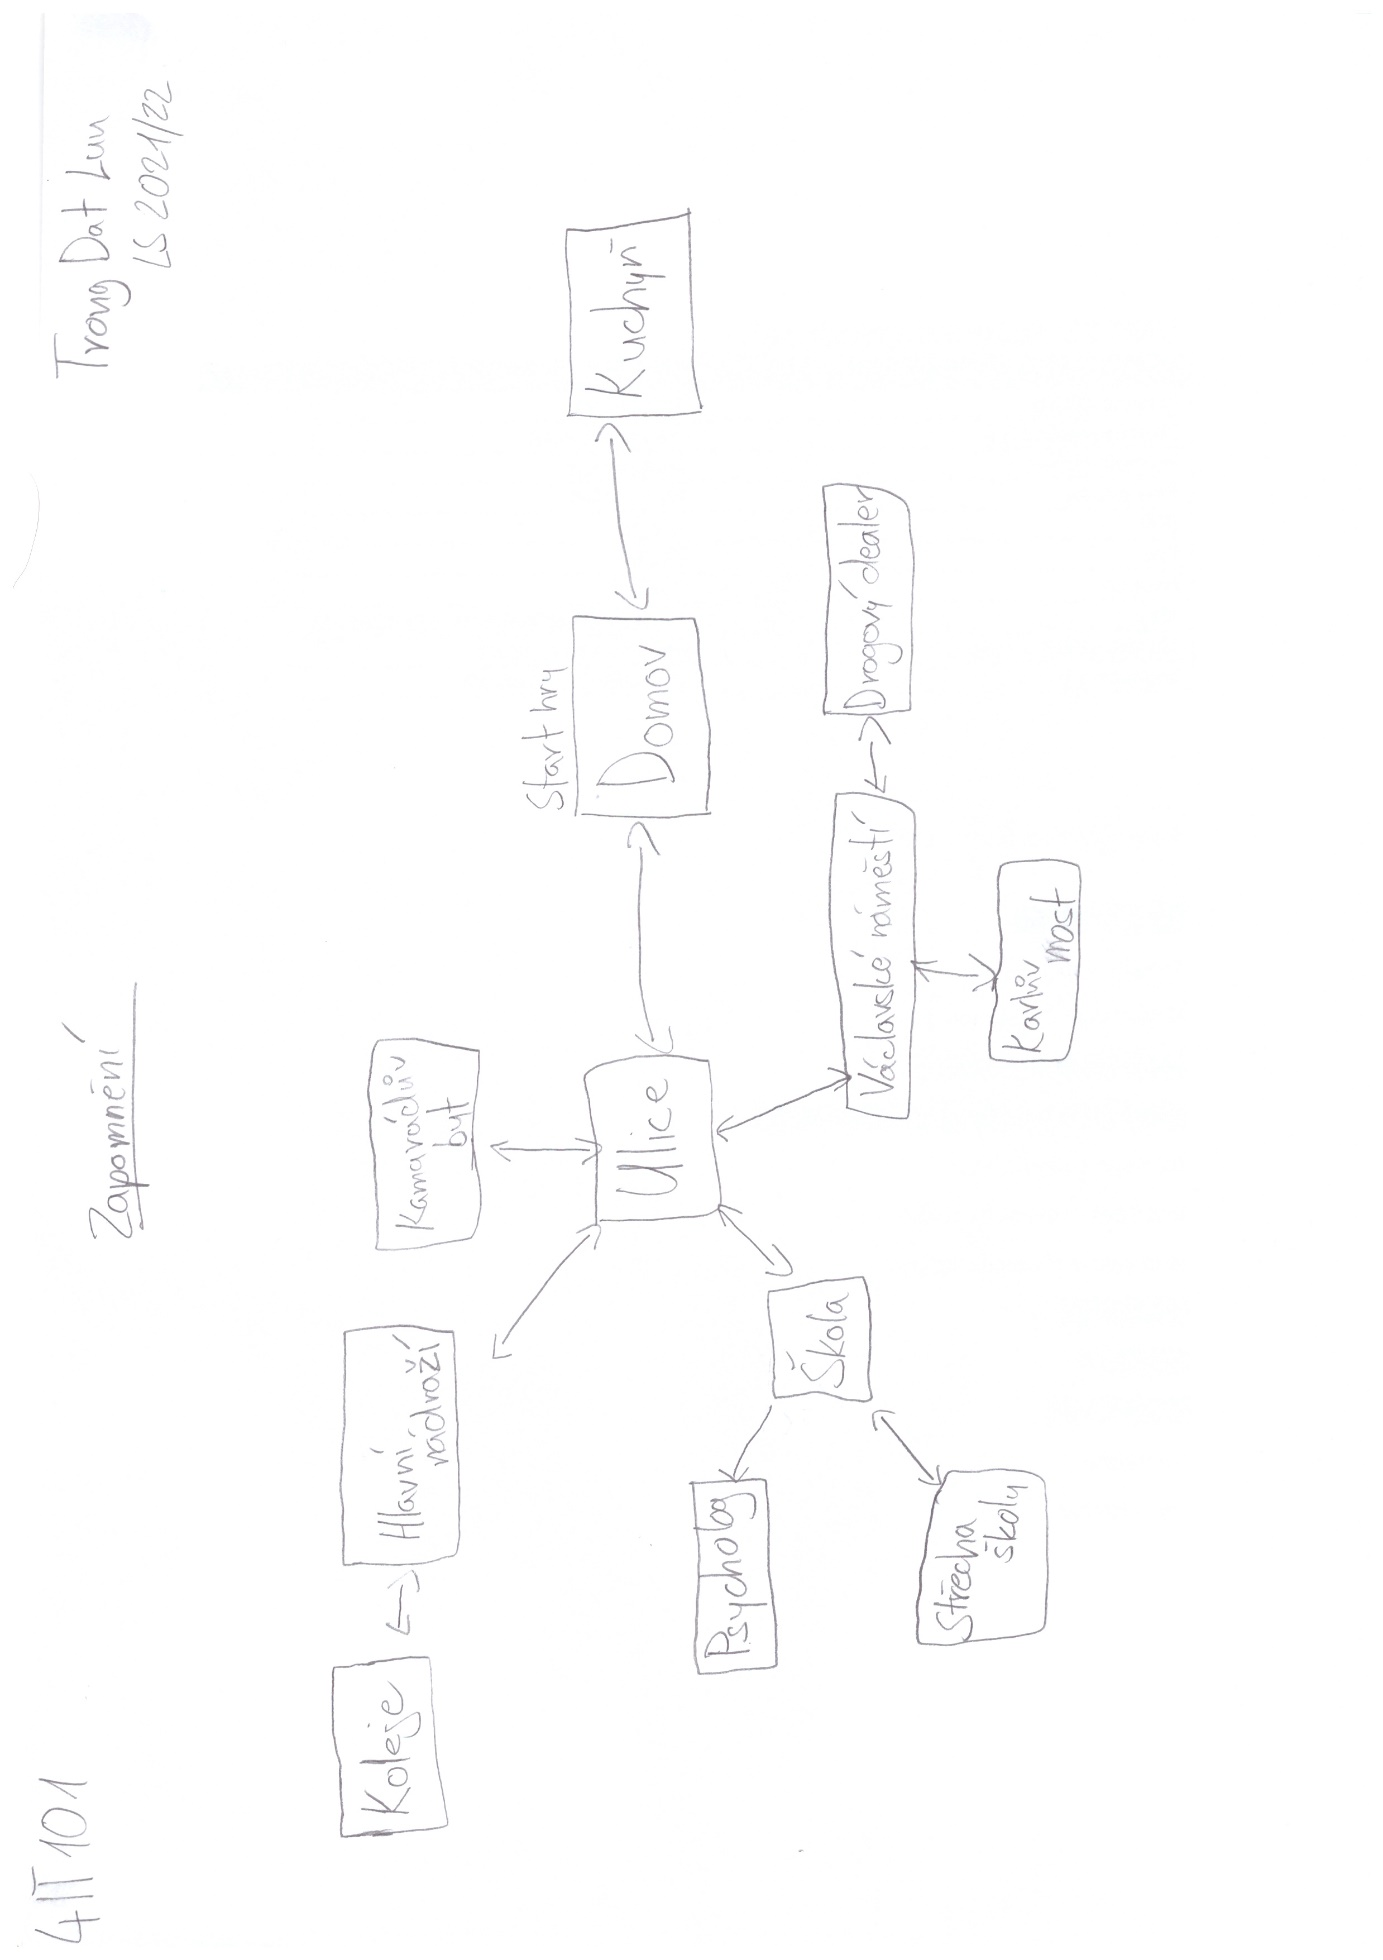 4IT101
Zapomnění
Trong Dat Luu
LS 2021/22
Koleje
Hlavní
nádraží
Kamarádův
byt
Start hry
Ulice
Domov
Kuchyň
Psycholog
Škola
Václavské náměstí
Drogový dealer
Střecha
školy
Karlův
most